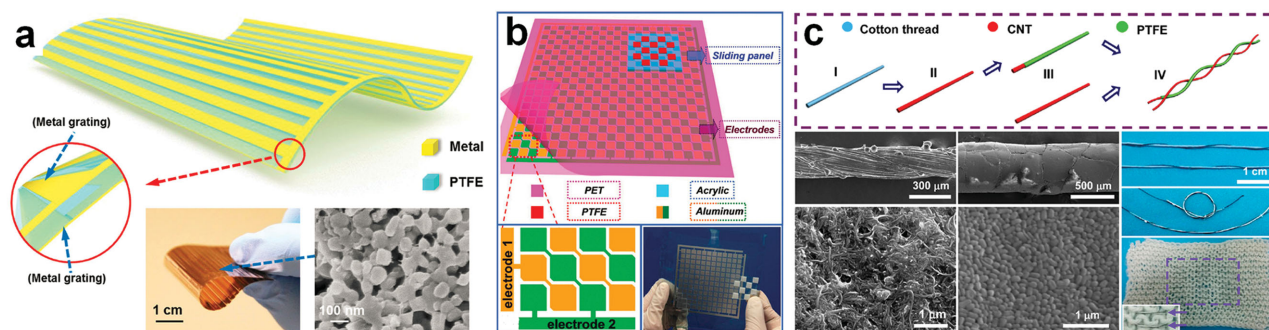 a
(Metal grating)
Metal
PTFE
(Metal grating)
1 cm
100 nm
b
Sliding panel
Electrodes
PET
Acrylic
PTFE
Aluminum
electrode 1
electrode 2
c
Cotton thread
CNT
PTFE
I
II
III
IV
300 μm
500 μm
1 cm
1 μm
1 μm